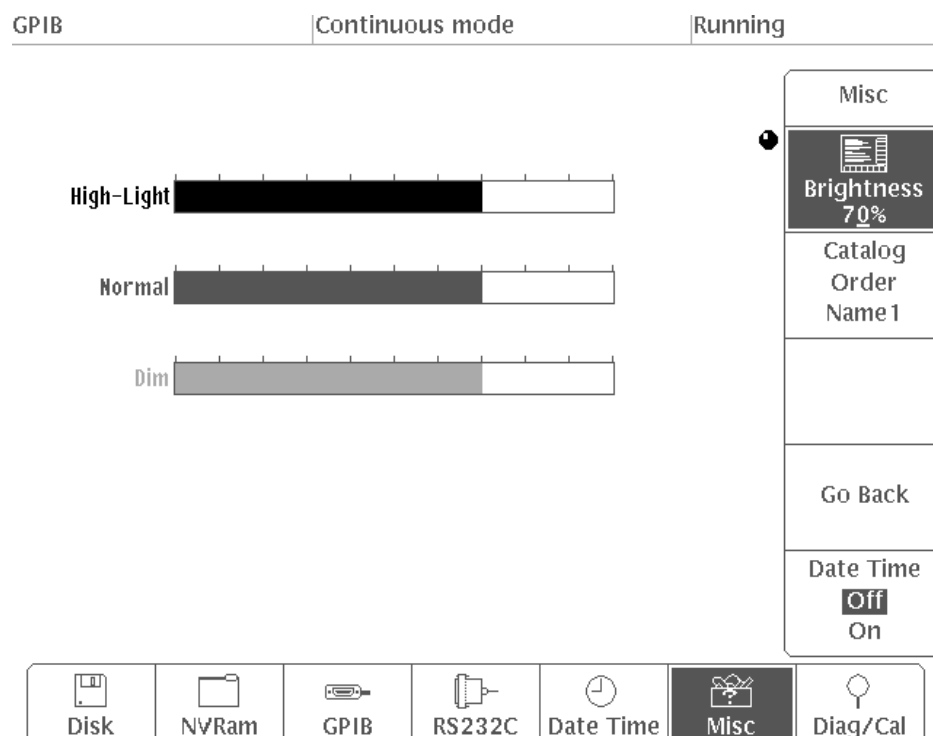 GPIB
Continuous mode
Running
Misc
Brightness
70%
Catalog
Order
Name1
Go Back
Date Time
Off
On
High-Light
Normal
Dim
Disk
NVRam
GPIB
RS232C
Date Time
Misc
Diag/Cal